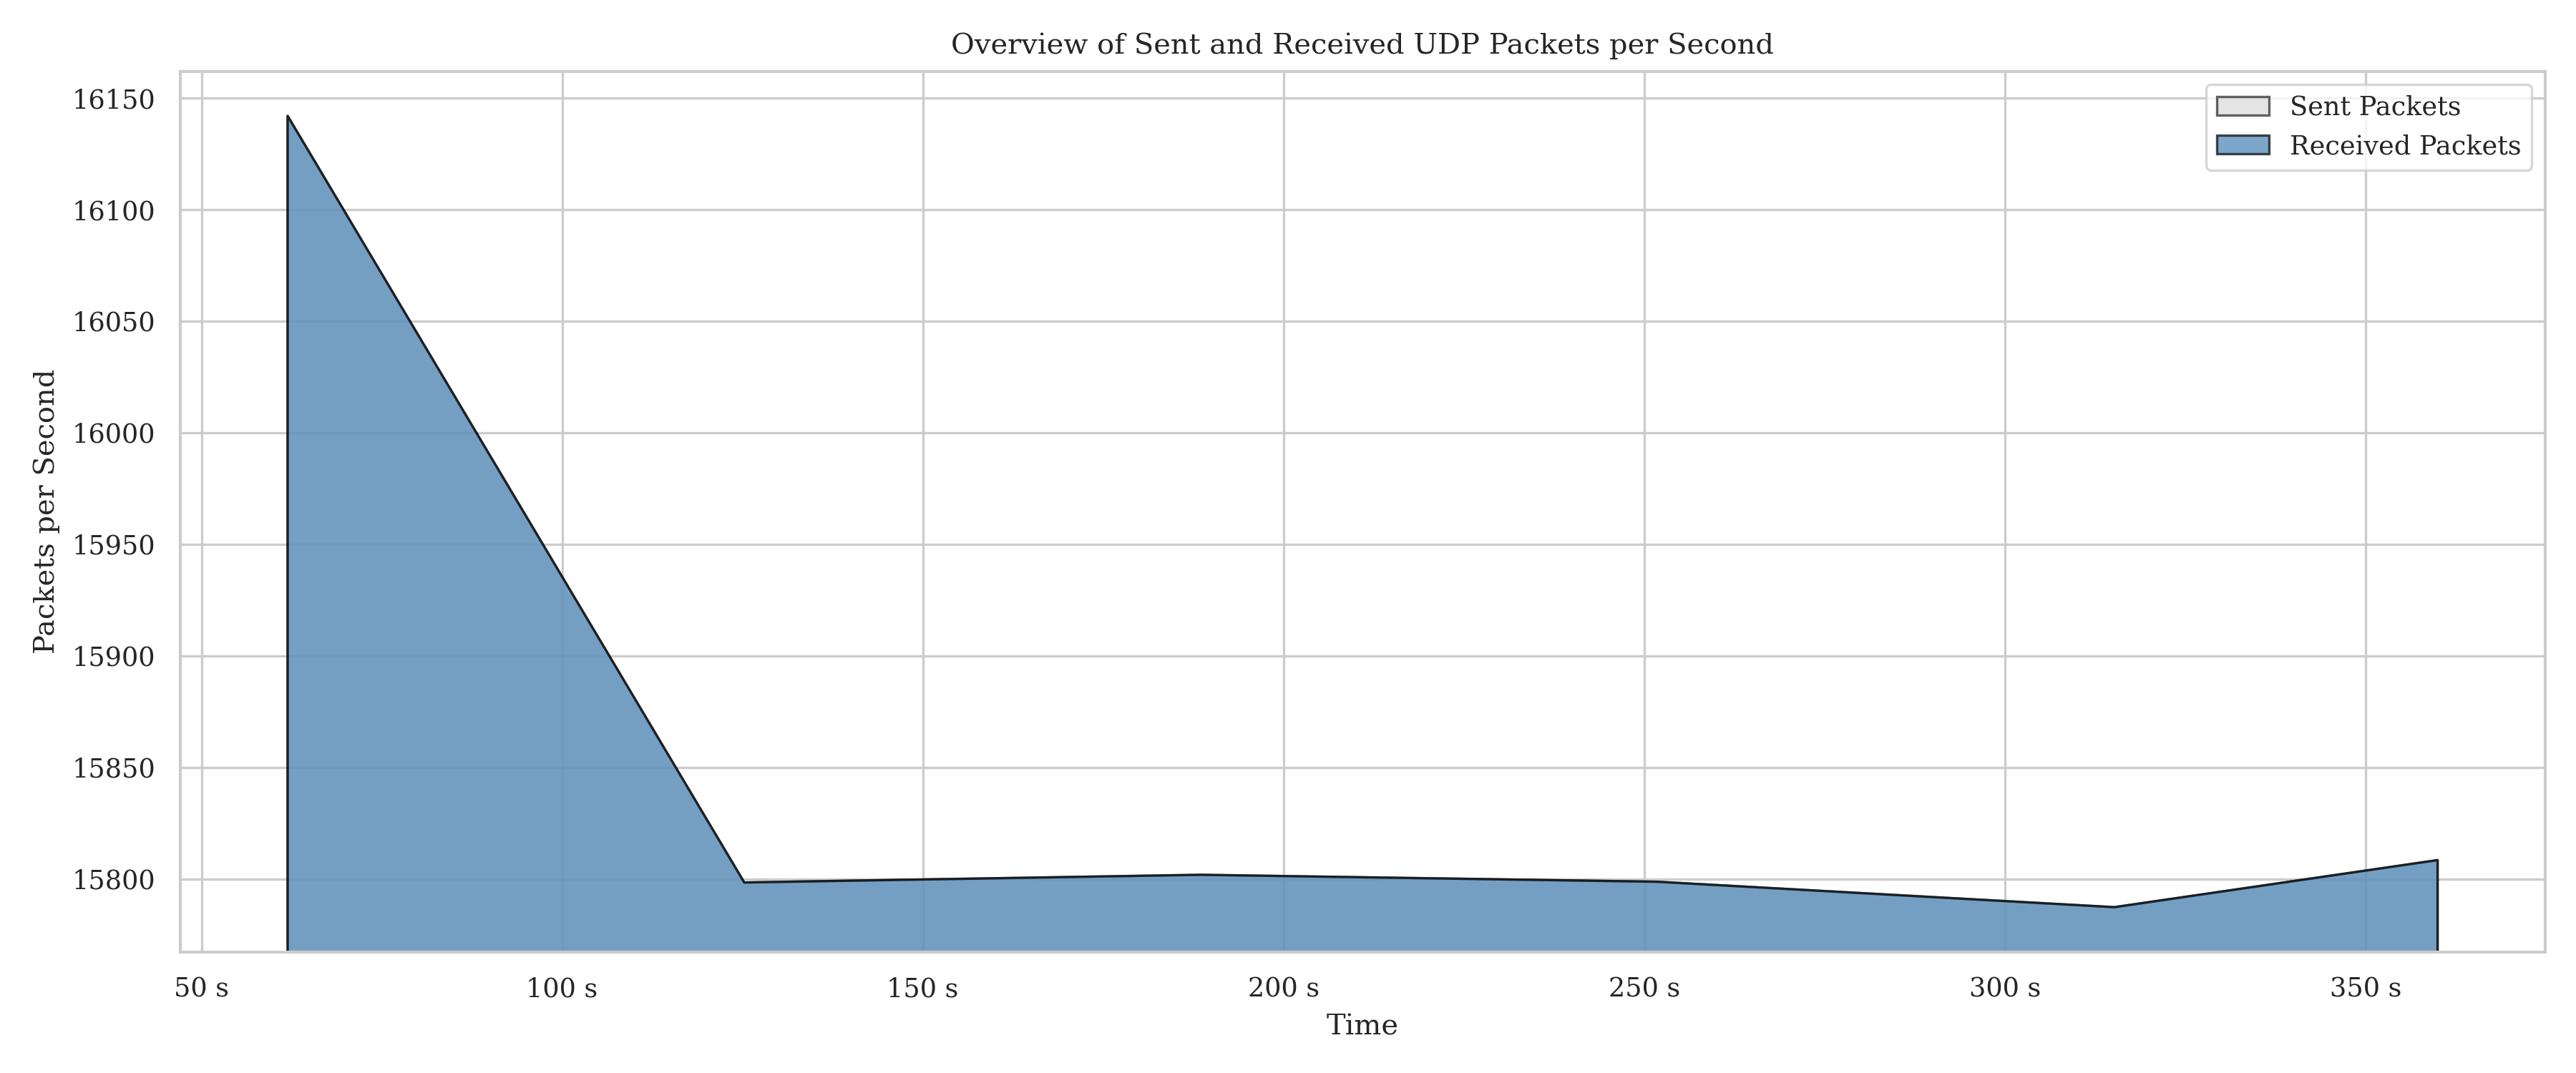 Overview of Sent and Received UDP Packets per Second
Sent Packets
Received Packets
Packets per Second
16150
16100
16050
16000
15950
15900
15850
15800
50 s
100 s
150 s
200 s
250 s
300 s
350 s
Time